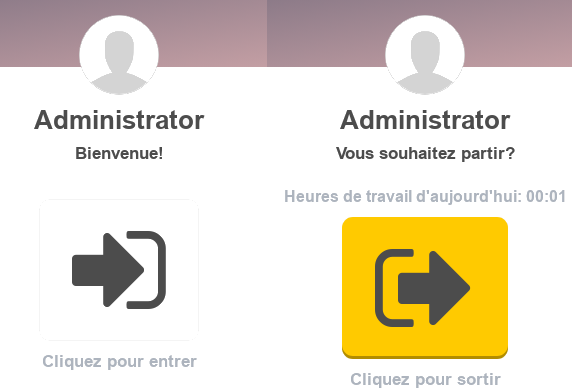 Administrator
Bienvenue!
Cliquez pour entrer
Administrator
Vous souhaitez partir?
Heures de travail d'aujourd'hui: 00:01
Cliquez pour sortir